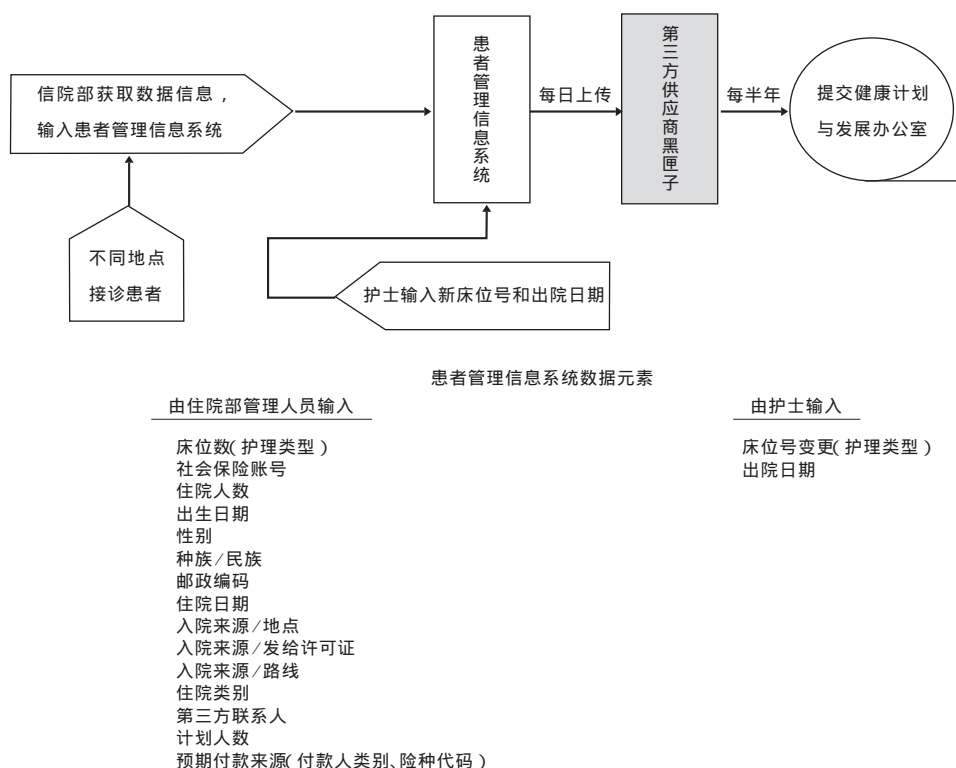 信院部获取数据信息，
输入患者管理信息系统
患者管理信息系统
每日上传
第三方供应商黑匣子
每半年
提交健康计划
与发展办公室
不同地点
接诊患者
护士输入新床位号和出院日期
患者管理信息系统数据元素
由住院部管理人员输入
床位数(护理类型)
社会保险账号
住院人数
出生日期
性别
种族/民族
邮政编码
住院日期
入院来源/地点
入院来源/发给许可证
入院来源/路线
住院类别
第三方联系人
计划人数
预期付款来源(付款人类别、险种代码)
由护士输入
床位号变更(护理类型)
出院日期